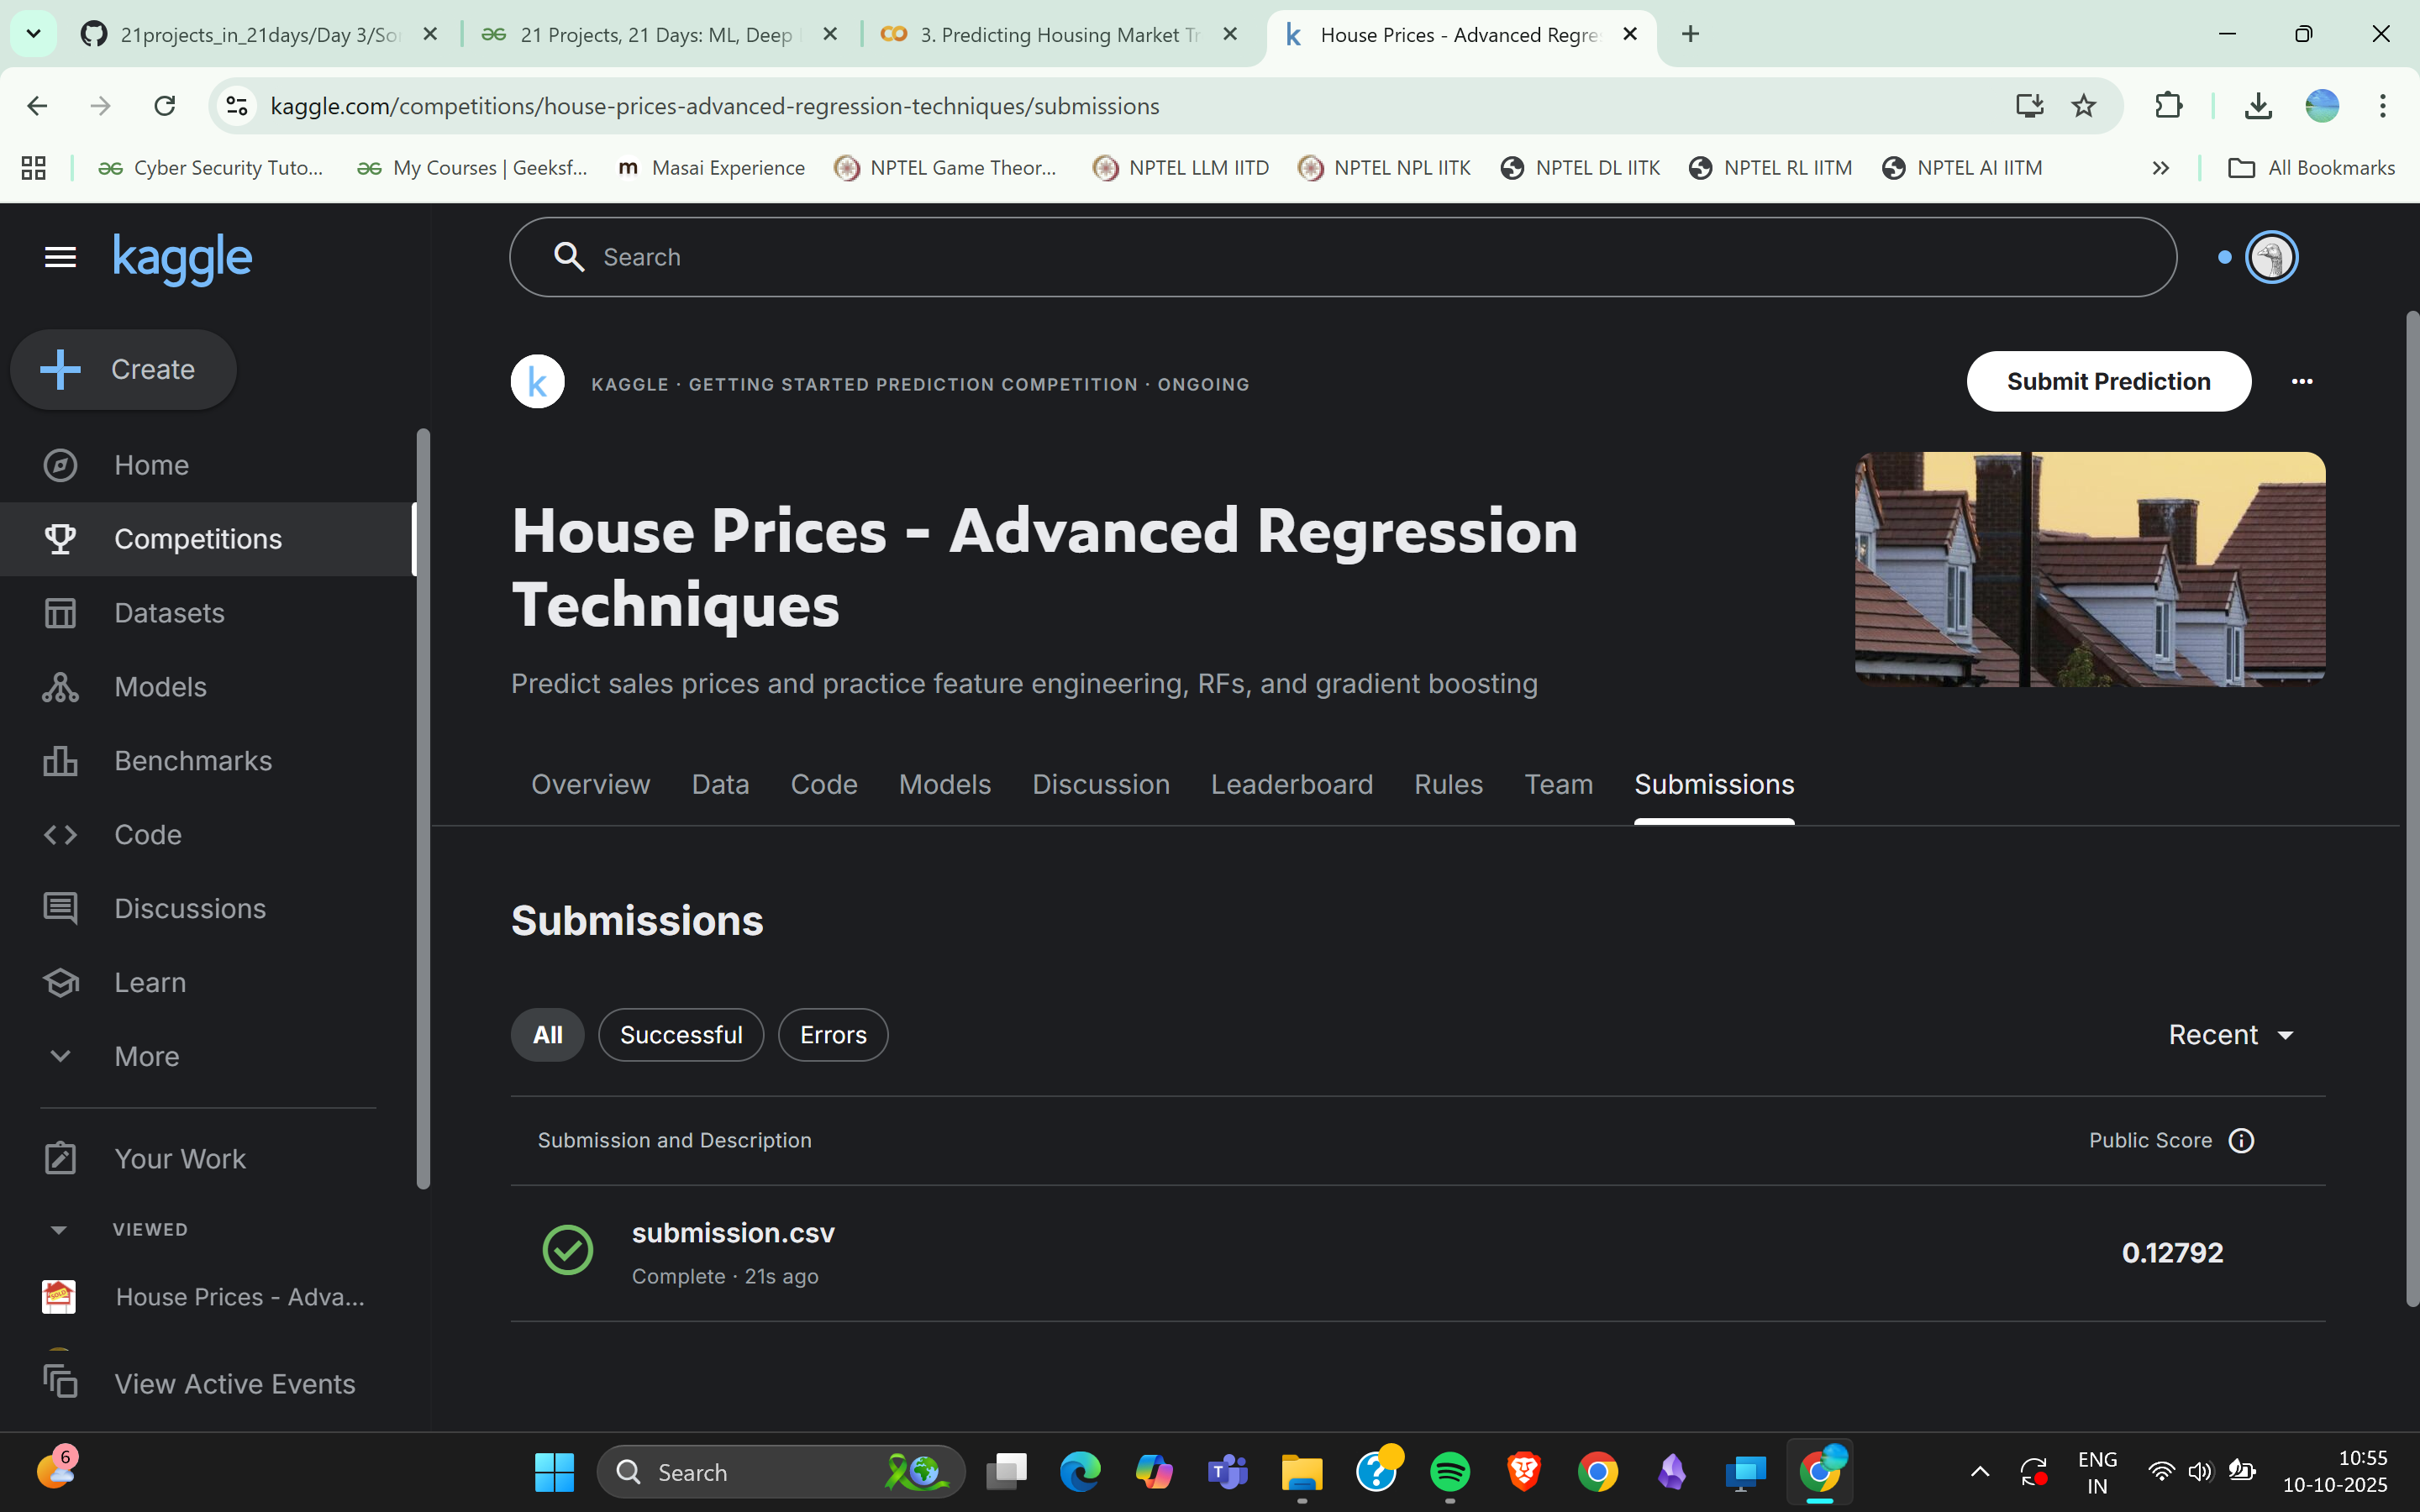 21projects_in_21days/Day 3/So
21 Projects, 21 Days: ML, Deep
3. Predicting Housing Market Tr
House Prices - Advanced Regre
kaggle.com/competitions/house-prices-advanced-regression-techniques/submissions
Cyber Security Tuto...
My Courses | Geeksf...
Masai Experience
NPTEL Game Theor...
NPTEL LLM IITD
NPTEL NPL IITK
NPTEL DL IITK
NPTEL RL IITM
NPTEL AI IITM
All Bookmarks
kaggle
Search
Create
Home
Competitions
Datasets
Models
Benchmarks
Code
Discussions
Learn
More
Your Work
VIEWED
House Prices - Adva...
View Active Events
KAGGLE · GETTING STARTED PREDICTION COMPETITION · ONGOING
Submit Prediction
House Prices - Advanced Regression
Techniques
Predict sales prices and practice feature engineering, RFs, and gradient boosting
Overview
Data
Code
Models
Discussion
Leaderboard
Rules
Team
Submissions
Submissions
All
Successful
Errors
Recent
Submission and Description
Public Score
submission.csv
Complete · 21s ago
0.12792
6
Search
ENG
IN
10:55
10-10-2025